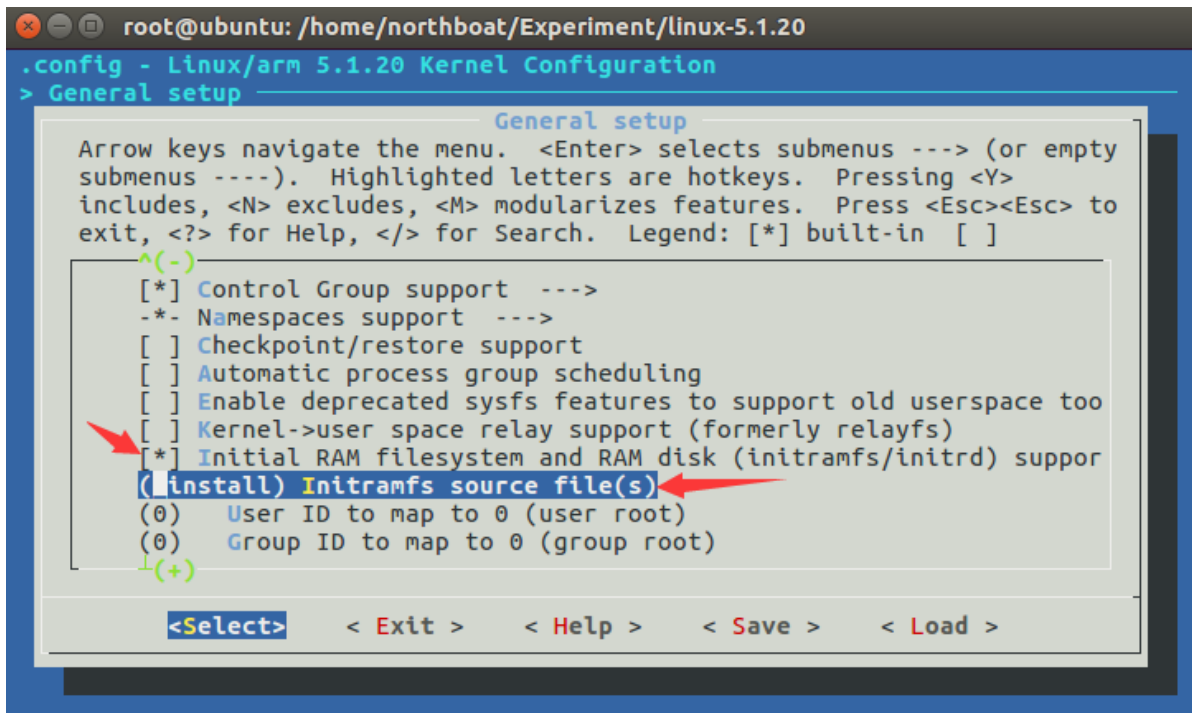 root@ubuntu: /home/northboat/Experiment/linux-5.1.20
.config - Linux/arm 5.1.20 Kernel Configuration
> General setup
General setup
Arrow keys navigate the menu.  <Enter> selects submenus ---> (or empty
submenus ----).  Highlighted letters are hotkeys.  Pressing <Y>
includes, <N> excludes, <M> modularizes features.  Press <Esc><Esc> to
exit, <?> for Help, </> for Search.  Legend: [*] built-in  [ ]
^(-)
[*] Control Group support  --->
-*- Namespaces support  --->
[ ] Checkpoint/restore support
[ ] Automatic process group scheduling
[ ] Enable deprecated sysfs features to support old userspace too
[ ] Kernel->user space relay support (formerly relayfs)
[*] Initial RAM filesystem and RAM disk (initramfs/initrd) suppor
( install) Initramfs source file(s)
(0)   User ID to map to 0 (user root)
(0)   Group ID to map to 0 (group root)
(+)
<Select>    < Exit >    < Help >    < Save >    < Load >